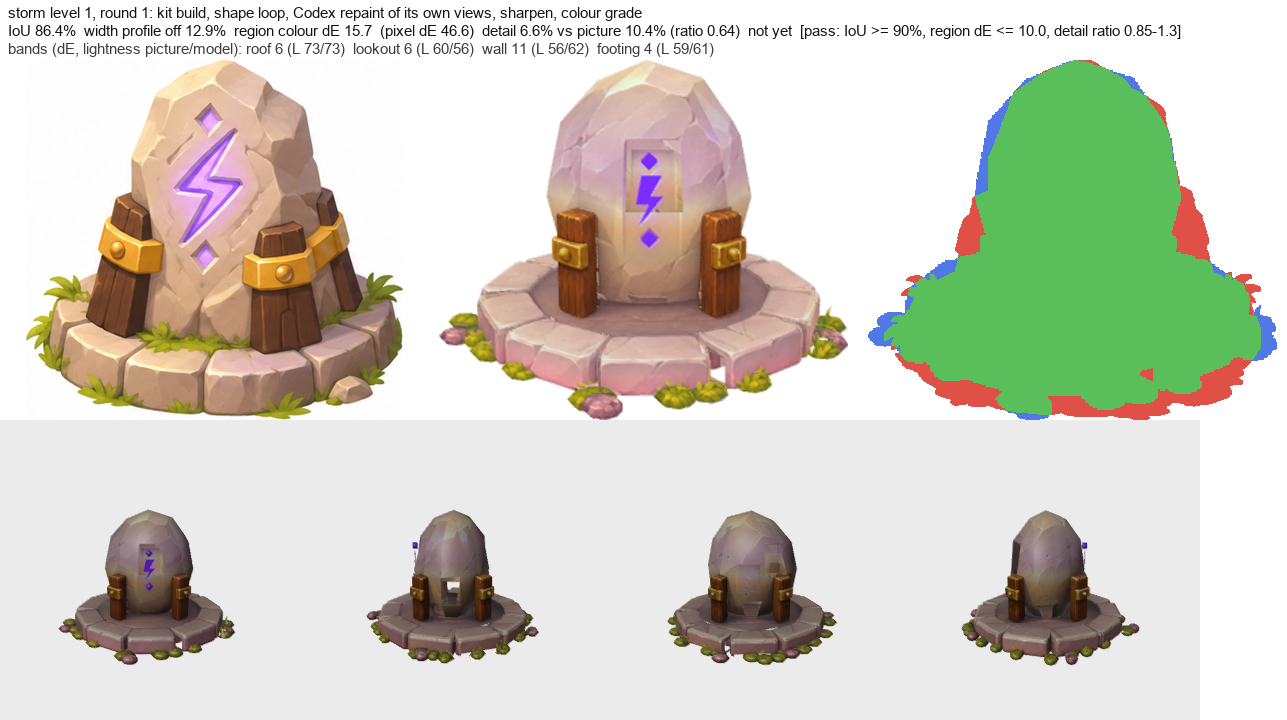 storm level 1, round 1: kit build, shape loop, Codex repaint of its own views, sharpen, colour grade
IoU 86.4%  width profile off 12.9%  region colour dE 15.7  (pixel dE 46.6)  detail 6.6% vs picture 10.4% (ratio 0.64)  not yet  [pass: IoU >= 90%, region dE <= 10.0, detail ratio 0.85-1.3]
bands (dE, lightness picture/model): roof 6 (L 73/73)  lookout 6 (L 60/56)  wall 11 (L 56/62)  footing 4 (L 59/61)